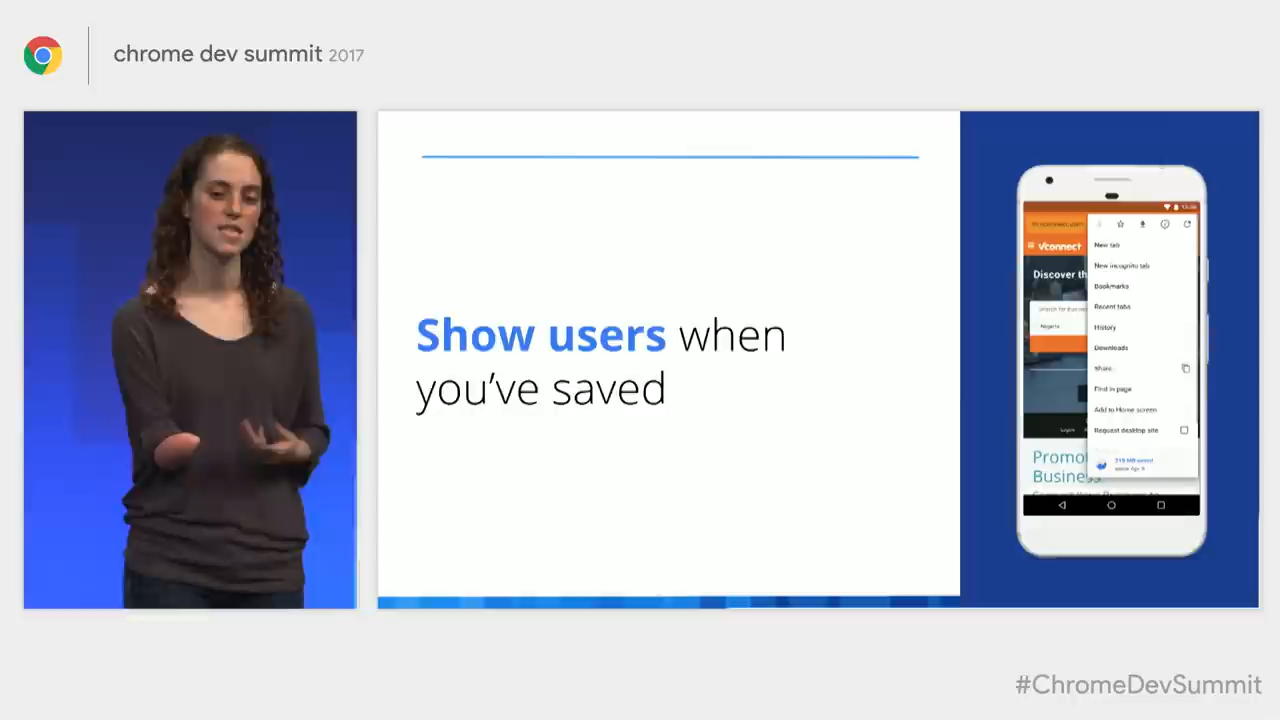 chrome dev summit 2017
Show users when
you've saved
vconnect
Discover th
New tab
New incognito tab
Bookmarks
Recent tabs
History
Downloads
Share
Find in page
Add to Home screen
Request desktop site
Promo
Business
#ChromeDevSummit